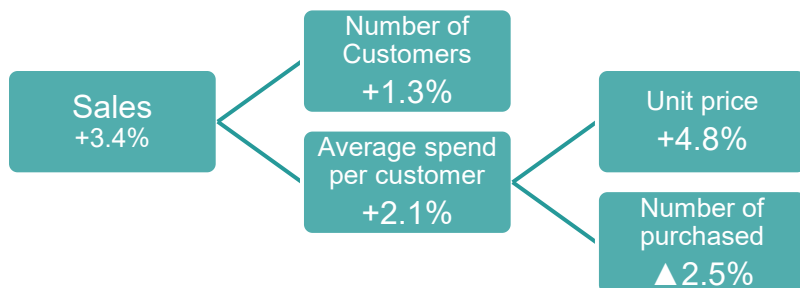 Sales
+3.4%
Number of
Customers
+1.3%
Average spend
per customer
+2.1%
Unit price
+4.8%
Number of
purchased
▲2.5%